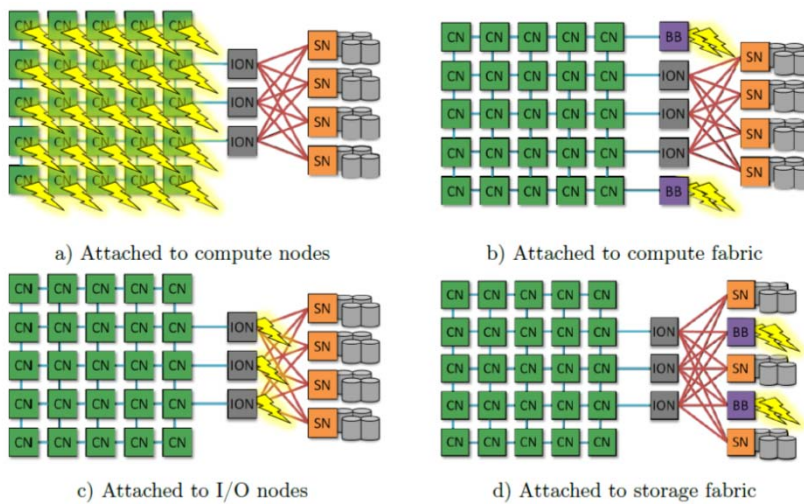 CN CN CN CN CN
SN
CN CN CN CN CN ION
SN
CN CN CN CN CN ION
SN
CN CN CN CN CN ION
SN
CN CN CN CN CN
a) Attached to compute nodes
CN CN CN CN CN BB
SN
CN CN CN CN CN ION
SN
CN CN CN CN CN ION
SN
CN CN CN CN CN ION
SN
CN CN CN CN CN BB
b) Attached to compute fabric
CN CN CN CN CN
SN
CN CN CN CN CN ION
SN
CN CN CN CN CN ION
SN
CN CN CN CN CN ION
SN
CN CN CN CN CN
c) Attached to I/O nodes
CN CN CN CN CN SN
CN CN CN CN CN ION BB
CN CN CN CN CN ION SN
CN CN CN CN CN ION BB
CN CN CN CN CN SN
d) Attached to storage fabric